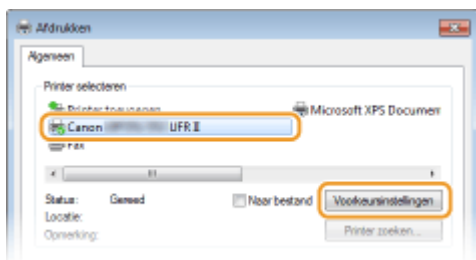 Afdrukken
Algemeen
Printer selecteren
Printer toevoegen
Microsoft XPS Documen
Canon UFR II
Fax
Status: Gereed
Naar bestand
Voorkeursinstellingen
Locatie:
Opmerking:
Printer zoeken...